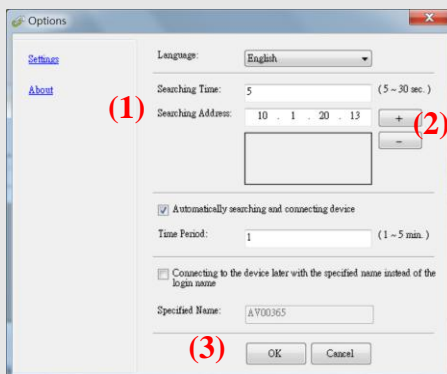 Options
Settings
About
Language: English
Searching Time: 5 (5~30 sec.)
(1) Searching Address: 10 . 1 . 20 . 13 + (2)
−
Automatically searching and connecting device
Time Period: 1 (1~5 min.)
Connecting to the device later with the specified name instead of the
login name
Specified Name: AV00365
(3) OK Cancel